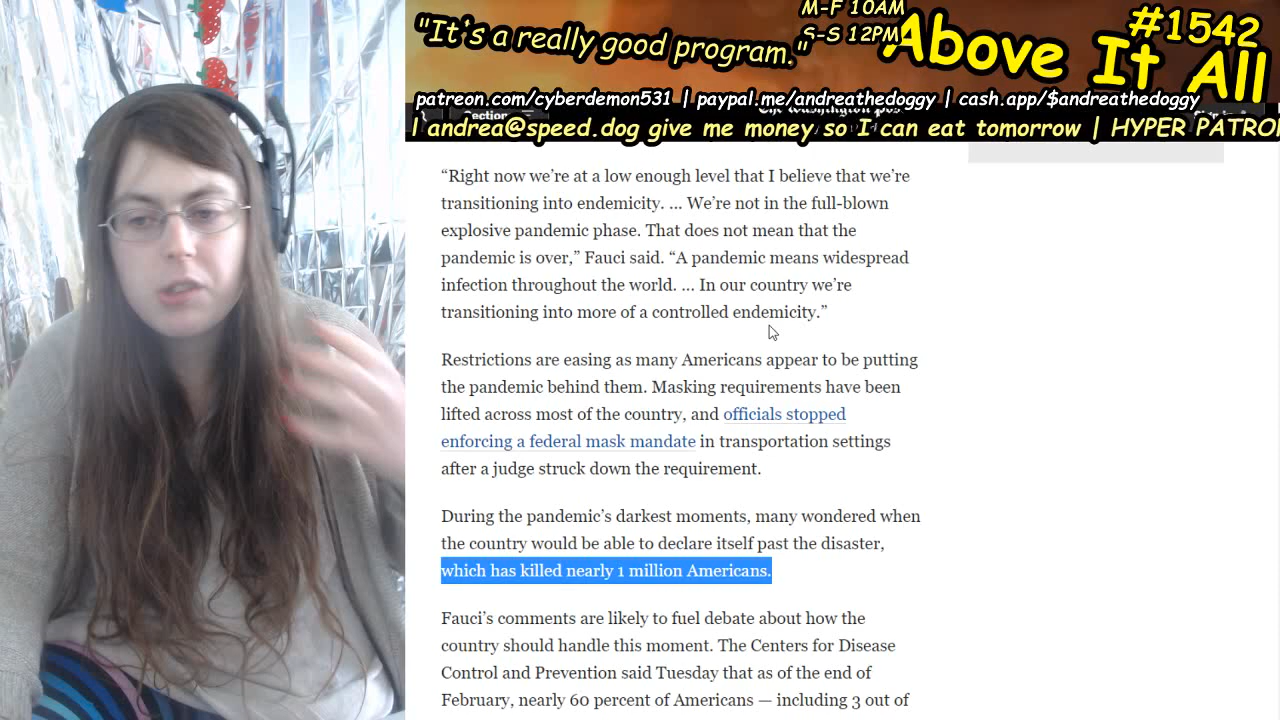 "It's a really good program."
M-F 10AM
S-S 12PM
#1542
Above It All
patreon.com/cyberdemon531 | paypal.me/andreathedoggy | cash.app/$andreathedoggy
| andrea@speed.dog give me money so I can eat tomorrow | HYPER PATRO
“Right now we’re at a low enough level that I believe that we’re
transitioning into endemicity. ... We’re not in the full-blown
explosive pandemic phase. That does not mean that the
pandemic is over,” Fauci said. “A pandemic means widespread
infection throughout the world. ... In our country we’re
transitioning into more of a controlled endemicity.”
Restrictions are easing as many Americans appear to be putting
the pandemic behind them. Masking requirements have been
lifted across most of the country, and officials stopped
enforcing a federal mask mandate in transportation settings
after a judge struck down the requirement.
During the pandemic’s darkest moments, many wondered when
the country would be able to declare itself past the disaster,
which has killed nearly 1 million Americans.
Fauci’s comments are likely to fuel debate about how the
country should handle this moment. The Centers for Disease
Control and Prevention said Tuesday that as of the end of
February, nearly 60 percent of Americans — including 3 out of